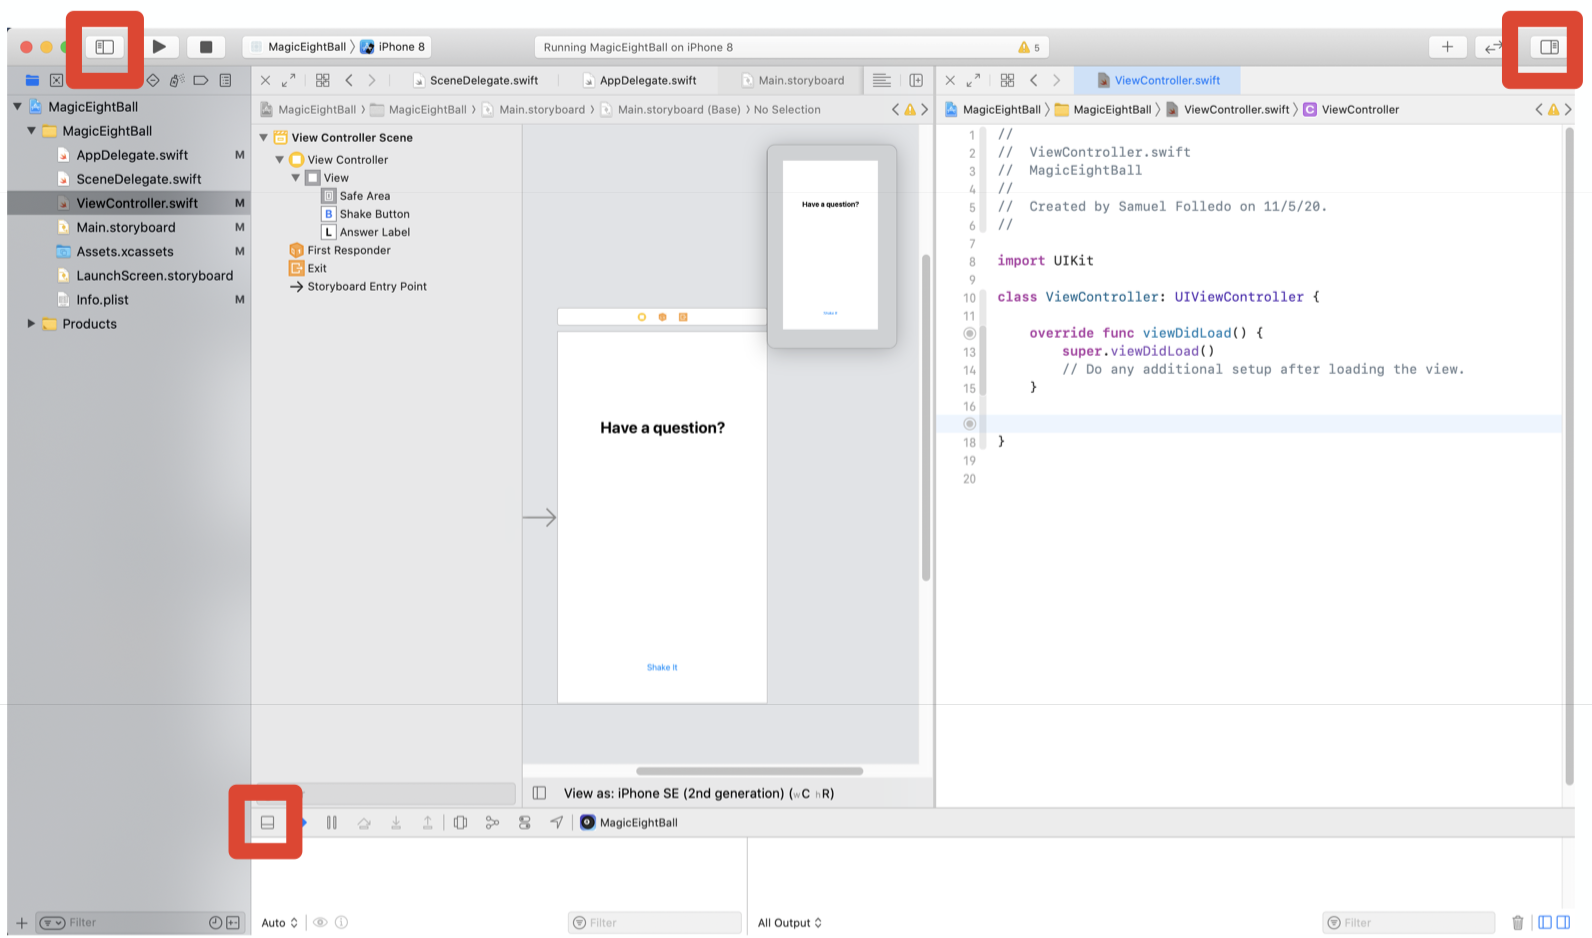 MagicEightBall 〉 iPhone 8
Running MagicEightBall on iPhone 8
5
SceneDelegate.swift
AppDelegate.swift
Main.storyboard
ViewController.swift
MagicEightBall 〉 MagicEightBall 〉 Main.storyboard 〉 Main.storyboard (Base) 〉 No Selection
MagicEightBall 〉 MagicEightBall 〉 ViewController.swift 〉 C ViewController
MagicEightBall
MagicEightBall
AppDelegate.swift M
SceneDelegate.swift
ViewController.swift M
Main.storyboard M
Assets.xcassets M
LaunchScreen.storyboard
Info.plist M
Products
View Controller Scene
View Controller
View
Safe Area
B Shake Button
L Answer Label
First Responder
Exit
Storyboard Entry Point
Have a question?
Shake It
Have a question?
Shake It
View as: iPhone SE (2nd generation) (wC hR)
1 //
2 //  ViewController.swift
3 //  MagicEightBall
4 //
5 //  Created by Samuel Folledo on 11/5/20.
6 //
7
8 import UIKit
9
10 class ViewController: UIViewController {
11
override func viewDidLoad() {
13 super.viewDidLoad()
14 // Do any additional setup after loading the view.
15 }
16
18 }
19
20
MagicEightBall
Filter
Auto
Filter
All Output
Filter